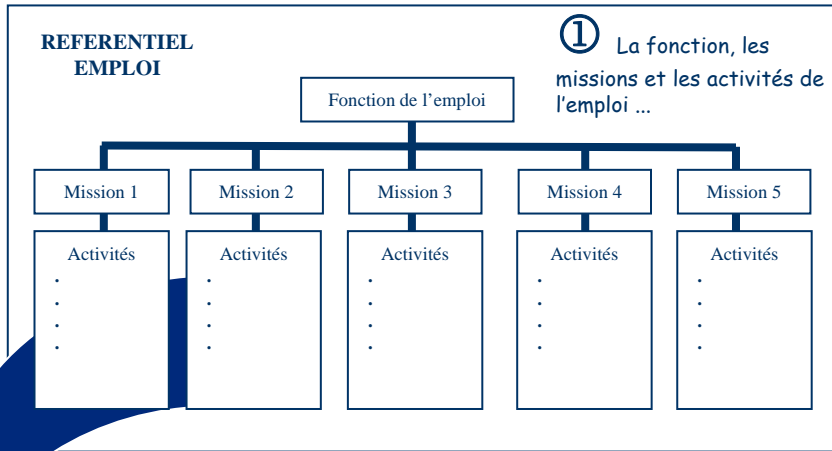 REFERENTIEL
EMPLOI
① La fonction, les
missions et les activités de
l'emploi ...
Fonction de l'emploi
Mission 1
Mission 2
Mission 3
Mission 4
Mission 5
Activités
Activités
Activités
Activités
Activités